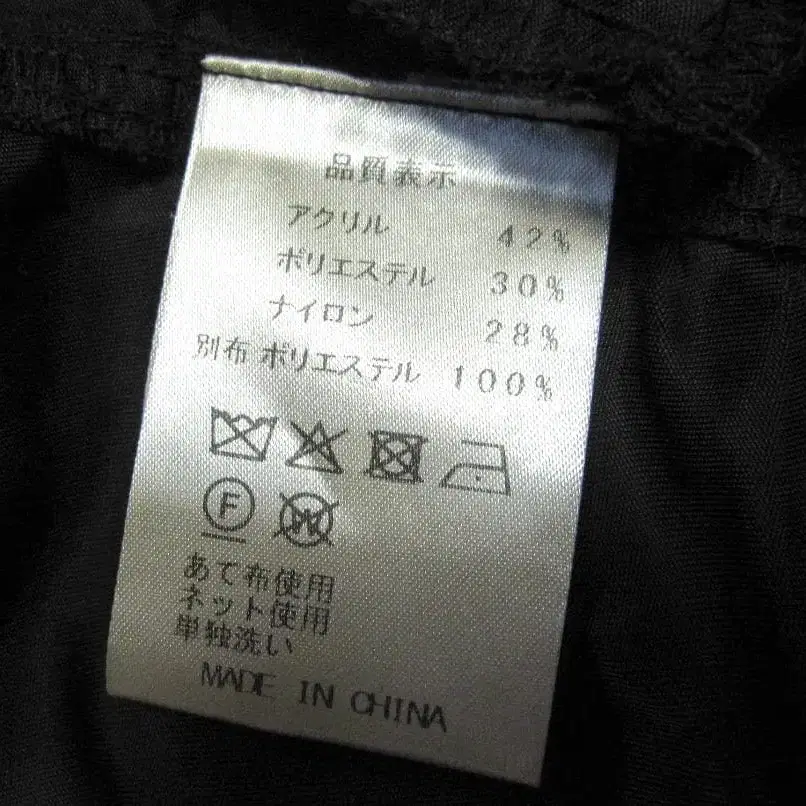 品質表示
アクリル 42%
ポリエステル 30%
ナイロン 28%
別布 ポリエステル 100%
F W
あて布使用
ネット使用
単独洗い
MADE IN CHINA